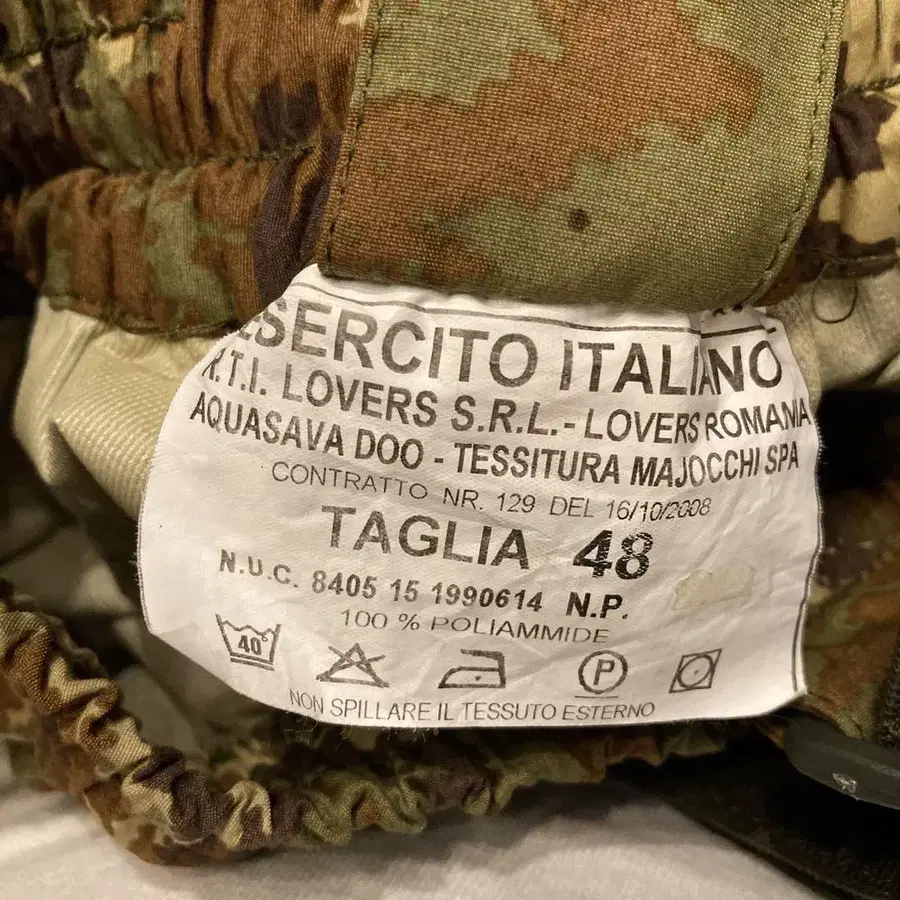 ESERCITO ITALIANO
R.T.I. LOVERS S.R.L.- LOVERS ROMANIA
AQUASAVA DOO - TESSITURA MAJOCCHI SPA
CONTRATTO NR. 129 DEL 16/10/2008
TAGLIA 48
N.U.C. 8405 15 1990614 N.P.
100 % POLIAMMIDE
40° P
NON SPILLARE IL TESSUTO ESTERNO